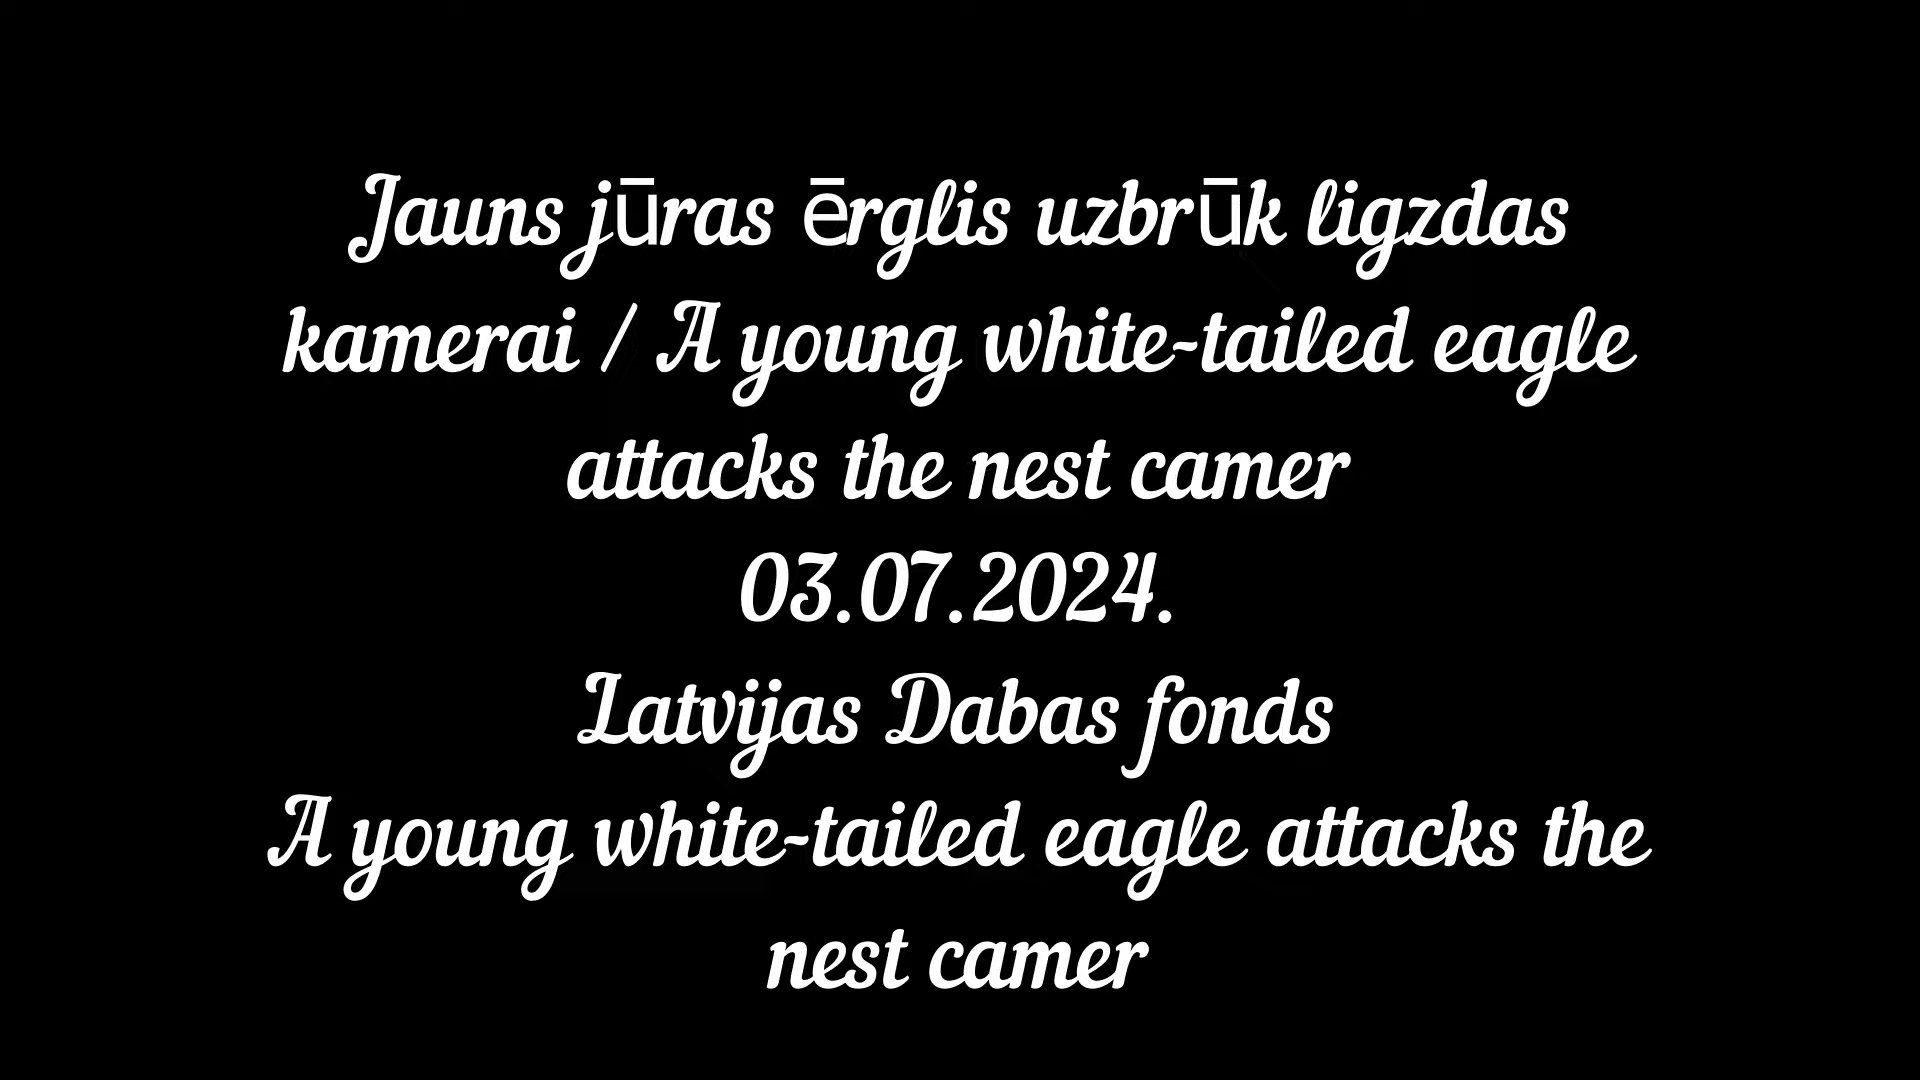 Jauns jūras ērglis uzbrūk ligzdas
kamerai / A young white-tailed eagle
attacks the nest camer
03.07.2024.
Latvijas Dabas fonds
A young white-tailed eagle attacks the
nest camer